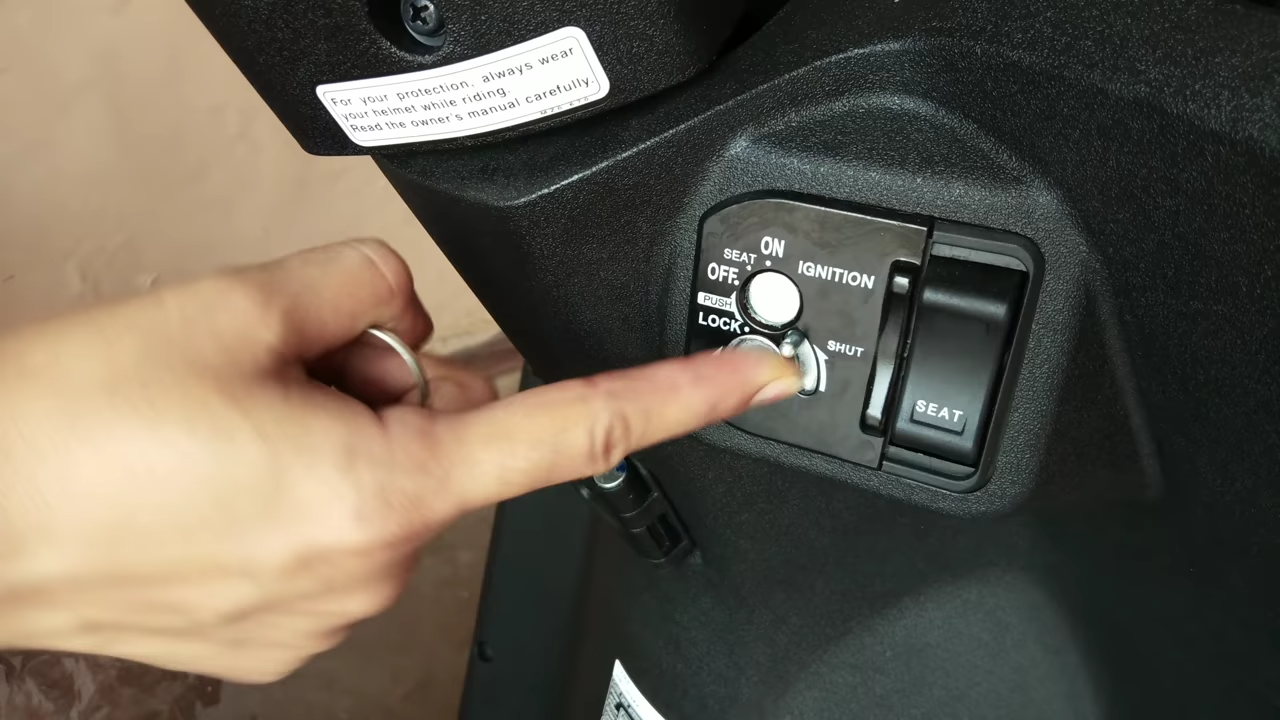 For your protection, always wear
your helmet while riding.
Read the owner's manual carefully.
ON
SEAT
IGNITION
OFF
PUSH
LOCK
SHUT
SEAT